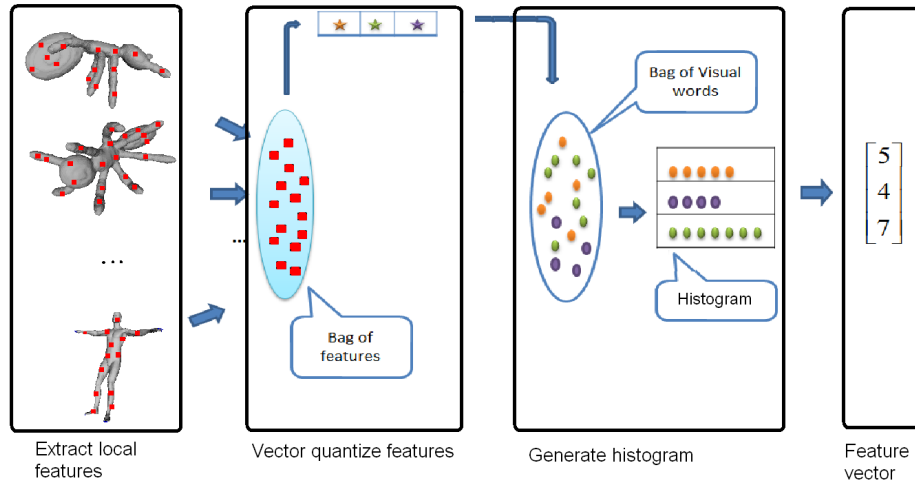 ...
Extract local
features
...
Bag of
features
Vector quantize features
Bag of Visual
words
Histogram
Generate histogram
5
4
7
Feature
vector